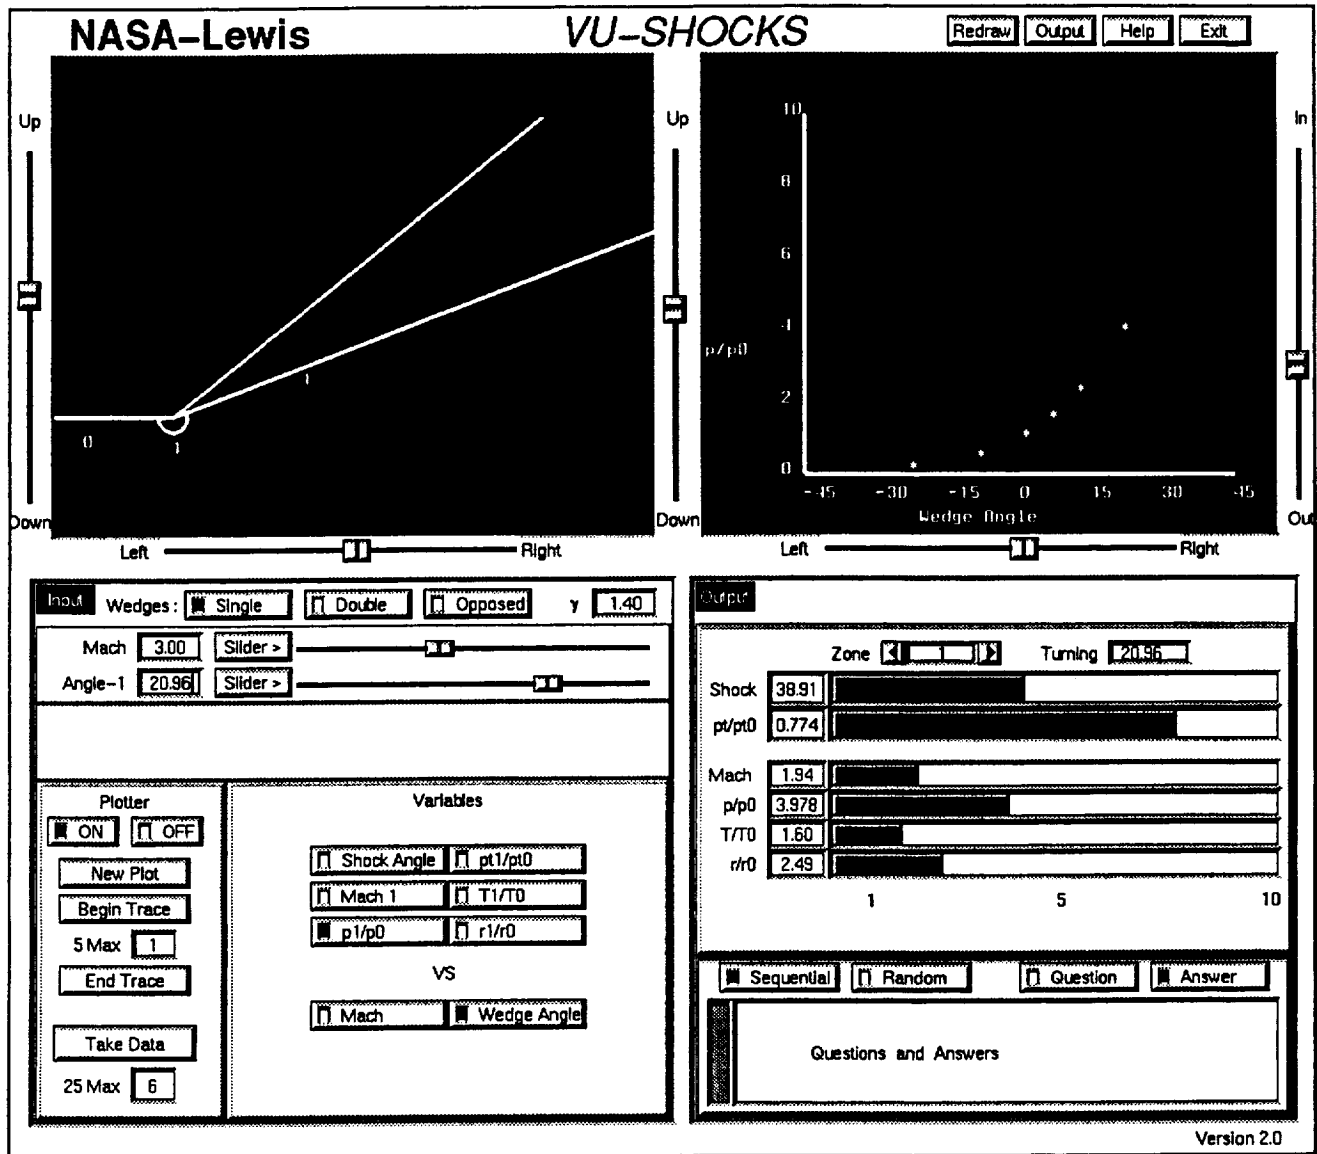 NASA–Lewis VU–SHOCKS Redraw Output Help Exit
Up
Down
Left Right
0 1 1
Up
Down
10
8
6
4
2
0
p/p0
-45 -30 -15 0 15 30 45
Wedge Angle
Left Right
In
Out
Input Wedges: Single Double Opposed γ 1.40
Mach 3.00 Slider >
Angle–1 20.96 Slider >
Plotter
ON OFF
New Plot
Begin Trace
5 Max 1
End Trace
Take Data
25 Max 6
Variables
Shock Angle pt1/pt0
Mach 1 T1/T0
p1/p0 r1/r0
VS
Mach Wedge Angle
Output
Zone 1 Turning 20.96
Shock 38.91
pt/pt0 0.774
Mach 1.94
p/p0 3.978
T/T0 1.60
r/r0 2.49
1 5 10
Sequential Random Question Answer
Questions and Answers
Version 2.0